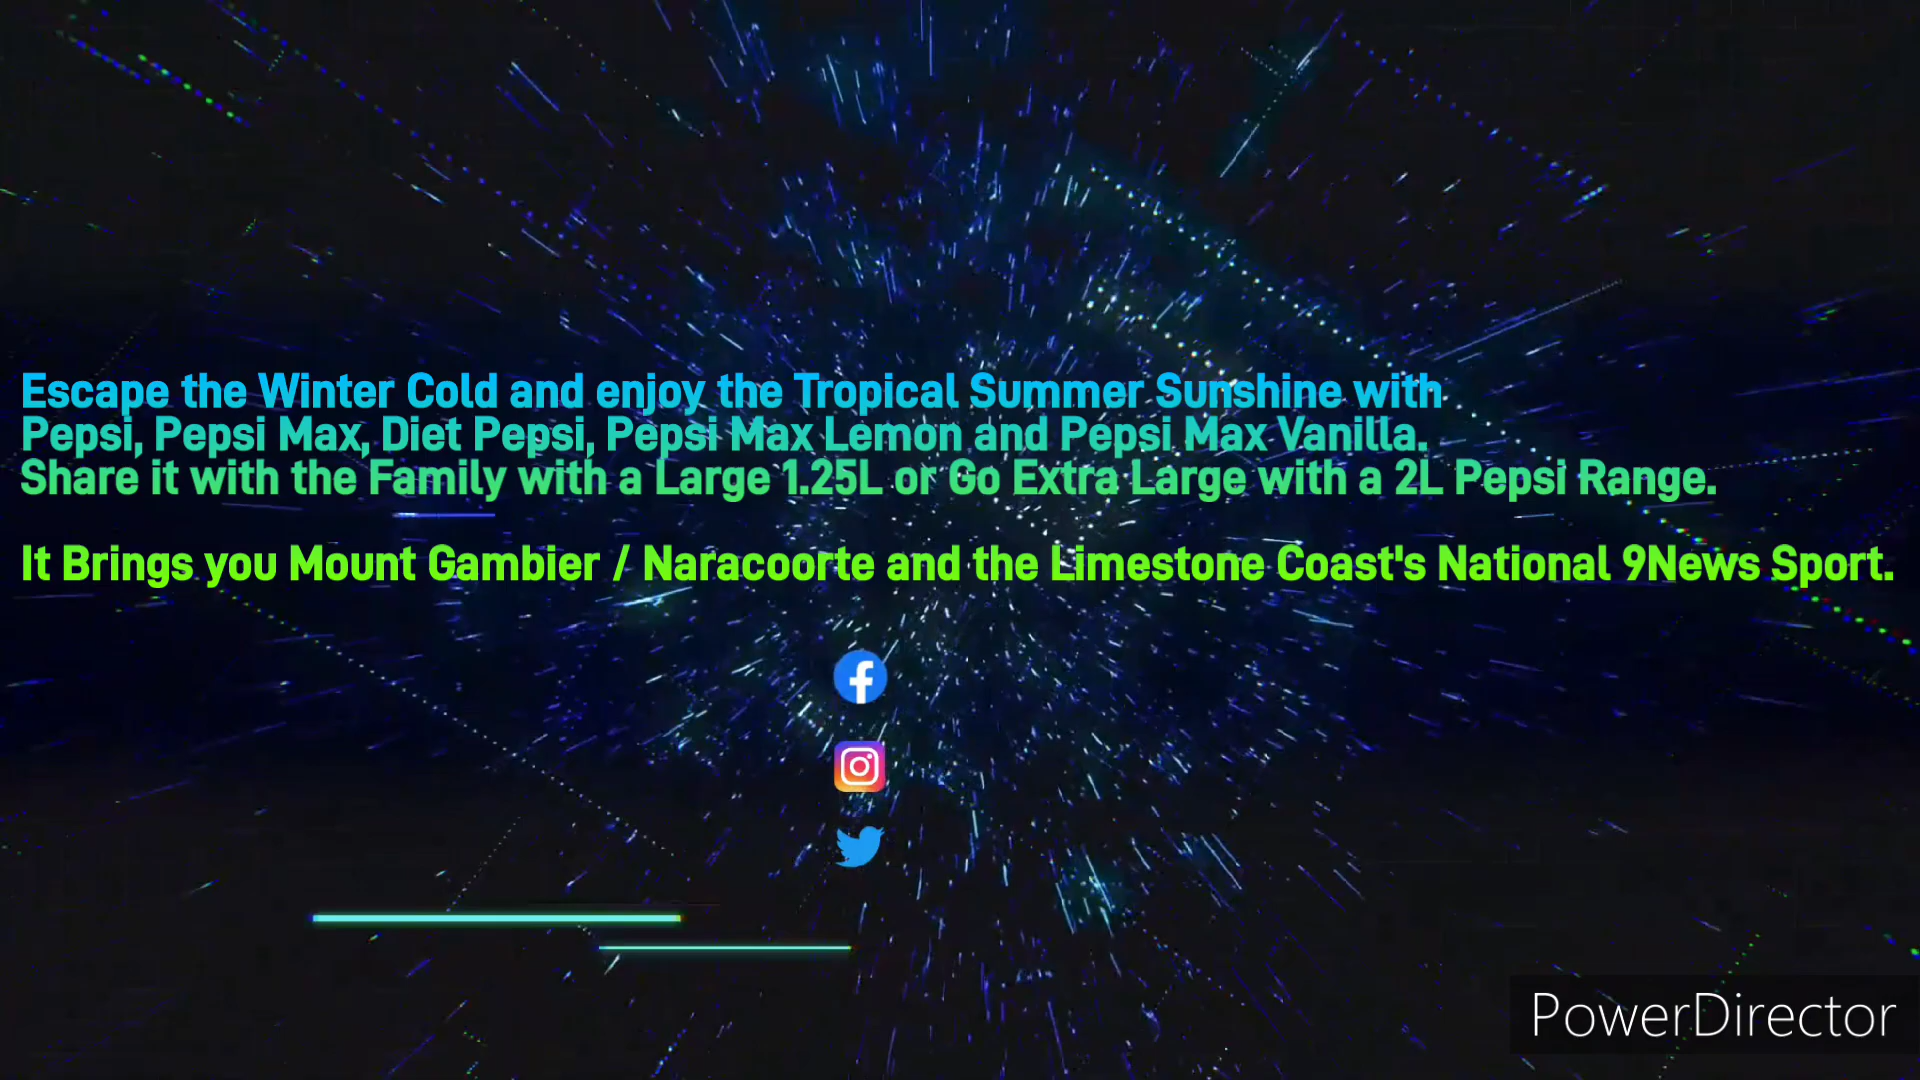 Escape the Winter Cold and enjoy the Tropical Summer Sunshine with
Pepsi, Pepsi Max, Diet Pepsi, Pepsi Max Lemon and Pepsi Max Vanilla.
Share it with the Family with a Large 1.25L or Go Extra Large with a 2L Pepsi Range.
It Brings you Mount Gambier / Naracoorte and the Limestone Coast's National 9News Sport.
PowerDirector